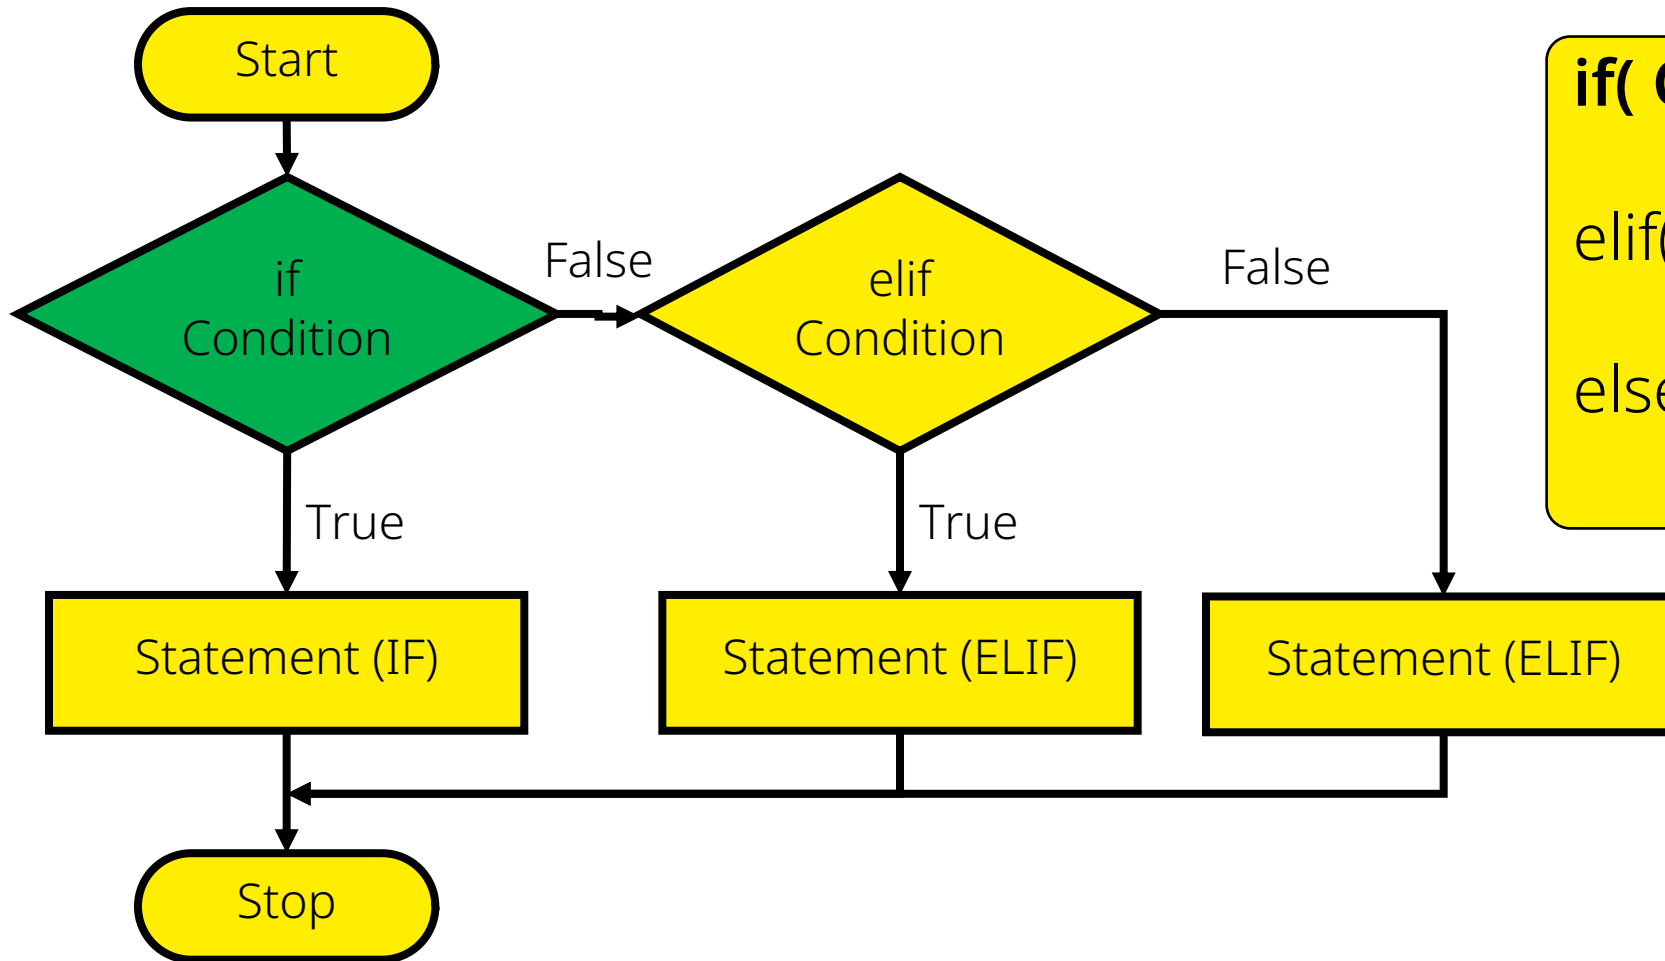 Start
if
Condition
False
elif
Condition
False
True
True
Statement (IF)
Statement (ELIF)
Statement (ELIF)
Stop
if(
elif(
else